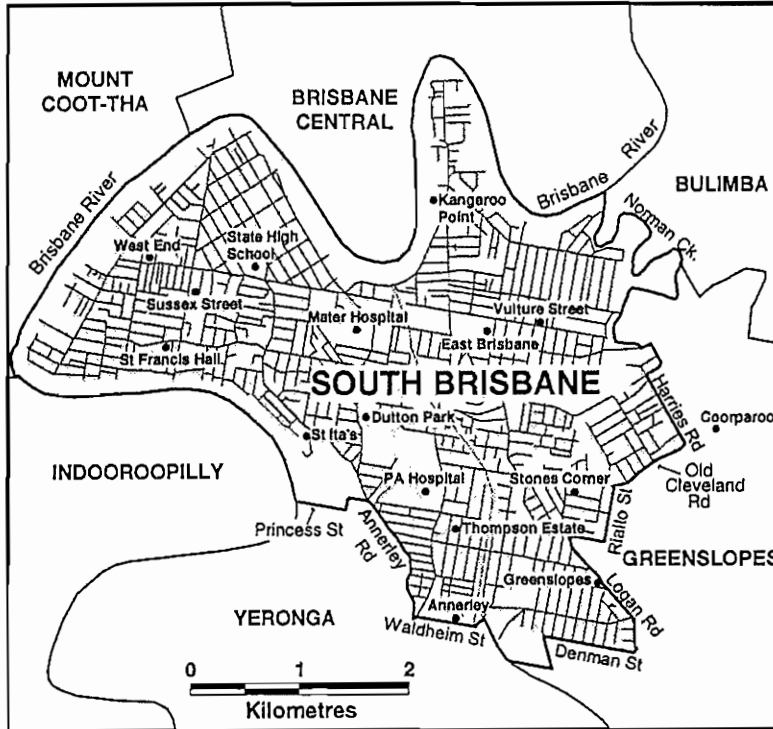 MOUNT
COOT-THA
BRISBANE
CENTRAL
BULIMBA
Brisbane River
Brisbane
River
Norman Ck.
Kangaroo
Point
West End
State High
School
Sussex Street
Mater Hospital
Vulture Street
East Brisbane
St Francis Hall.
SOUTH BRISBANE
Harries Rd
Dutton Park
Coorparoo
St Ita's
Old
Cleveland
Rd
INDOOROOPILLY
PA Hospital
Stones Corner
Rialto St
Princess St
Annerley
Rd
Thompson Estate
GREENSLOPES
Greenslopes
Logan Rd
Annerley
YERONGA
Waldheim St
Denman St
0 1 2
Kilometres